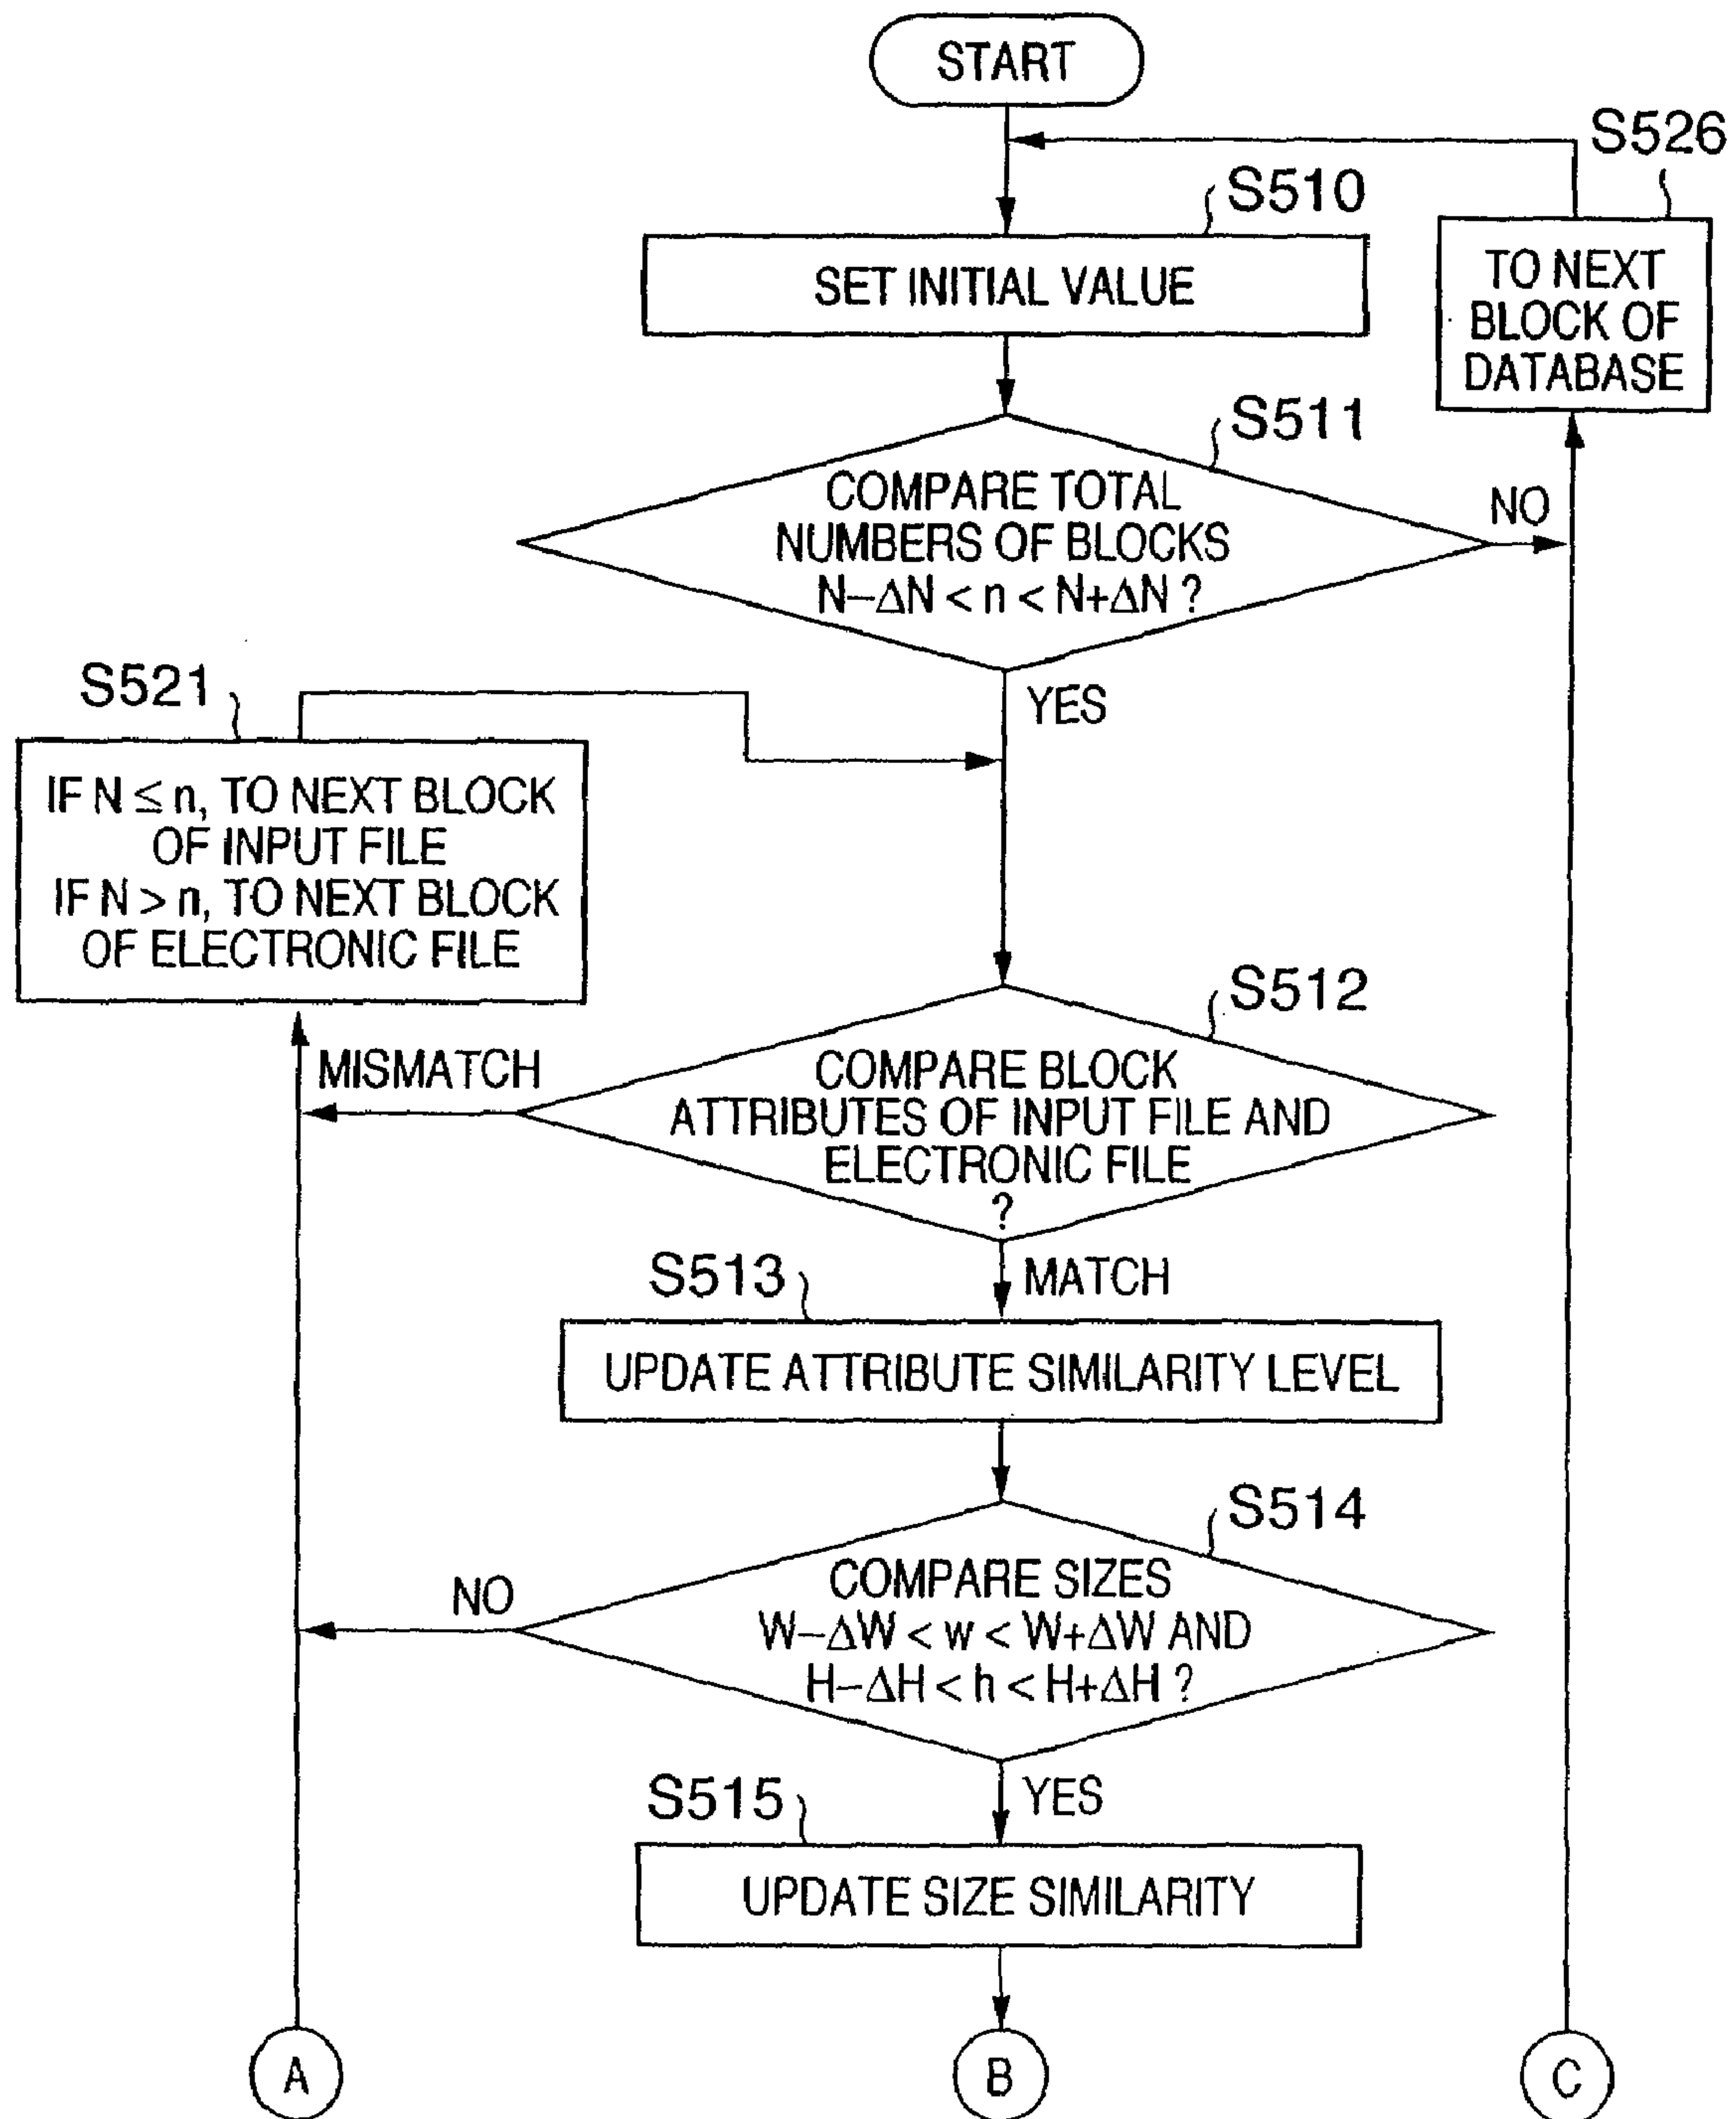 START
S526
S510
TO NEXT
BLOCK OF
DATABASE
SET INITIAL VALUE
S511
COMPARE TOTAL
NUMBERS OF BLOCKS
N−ΔN < n < N+ΔN ?
NO
YES
S521
IF N ≤ n, TO NEXT BLOCK
OF INPUT FILE
IF N > n, TO NEXT BLOCK
OF ELECTRONIC FILE
S512
MISMATCH
COMPARE BLOCK
ATTRIBUTES OF INPUT FILE AND
ELECTRONIC FILE
?
MATCH
S513
UPDATE ATTRIBUTE SIMILARITY LEVEL
S514
COMPARE SIZES
W−ΔW < w < W+ΔW AND
H−ΔH < h < H+ΔH ?
NO
YES
S515
UPDATE SIZE SIMILARITY
A
B
C